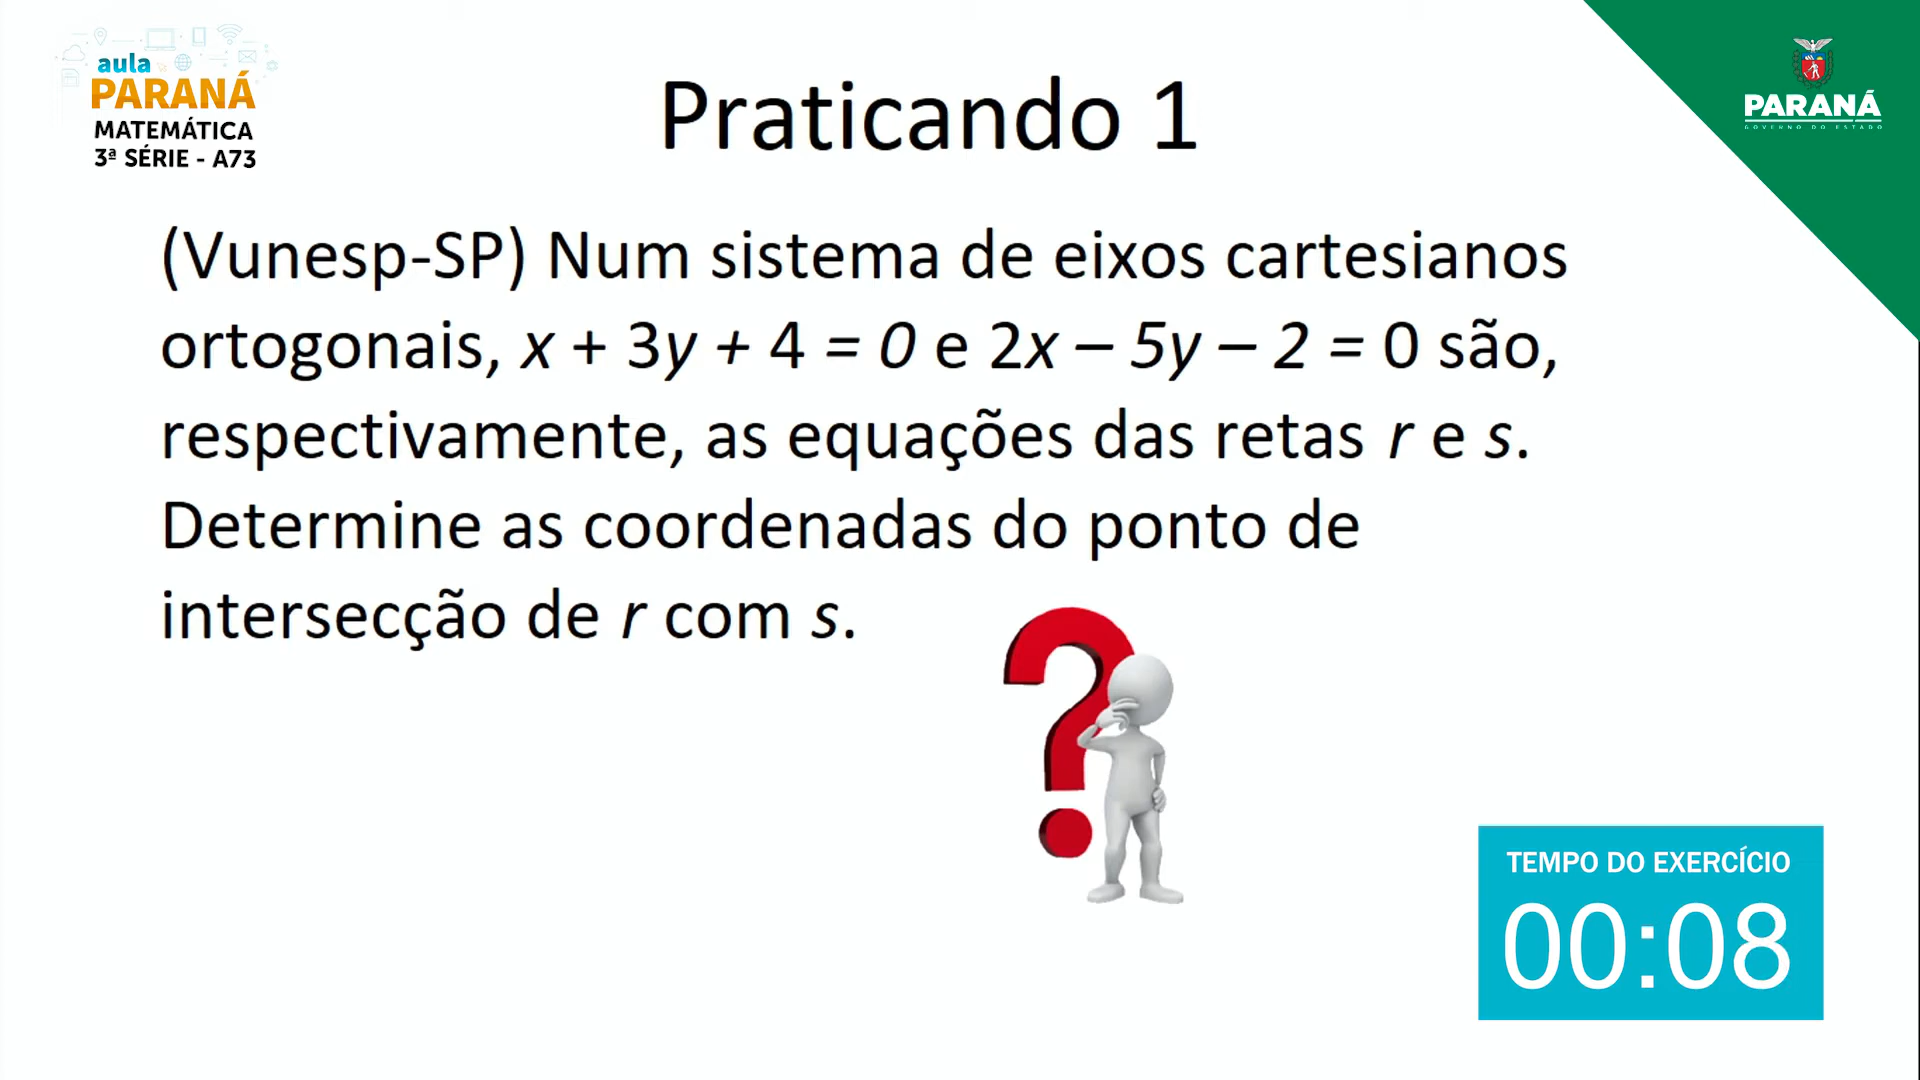 aula
PARANÁ
MATEMÁTICA
3ª SÉRIE - A73
PARANÁ
GOVERNO DO ESTADO
Praticando 1
(Vunesp-SP) Num sistema de eixos cartesianos
ortogonais, x + 3y + 4 = 0 e 2x – 5y – 2 = 0 são,
respectivamente, as equações das retas r e s.
Determine as coordenadas do ponto de
intersecção de r com s.
TEMPO DO EXERCÍCIO
00:08